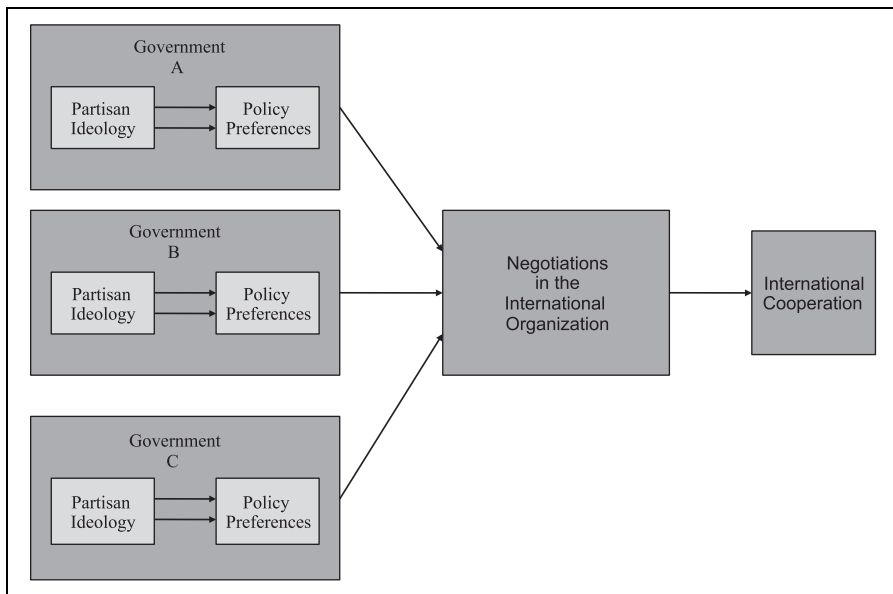 Government
A
Partisan
Ideology
Policy
Preferences
Government
B
Partisan
Ideology
Policy
Preferences
Government
C
Partisan
Ideology
Policy
Preferences
Negotiations
in the
International
Organization
International
Cooperation